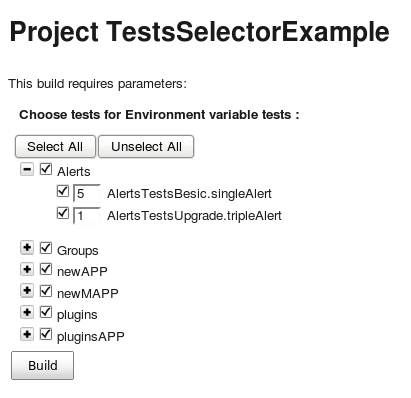 Project TestsSelectorExample
This build requires parameters:
Choose tests for Environment variable tests :
Select All Unselect All
Alerts
5 AlertsTestsBesic.singleAlert
1 AlertsTestsUpgrade.tripleAlert
Groups
newAPP
newMAPP
plugins
pluginsAPP
Build